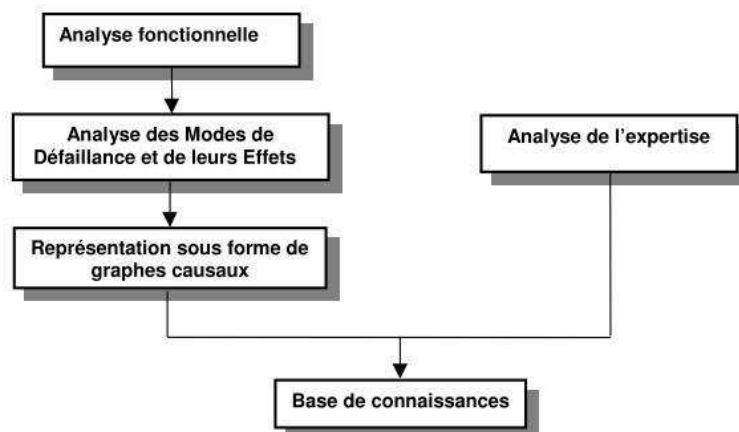 Analyse fonctionnelle
Analyse des Modes de
Défaillance et de leurs Effets
Analyse de l'expertise
Représentation sous forme de
graphes causaux
Base de connaissances